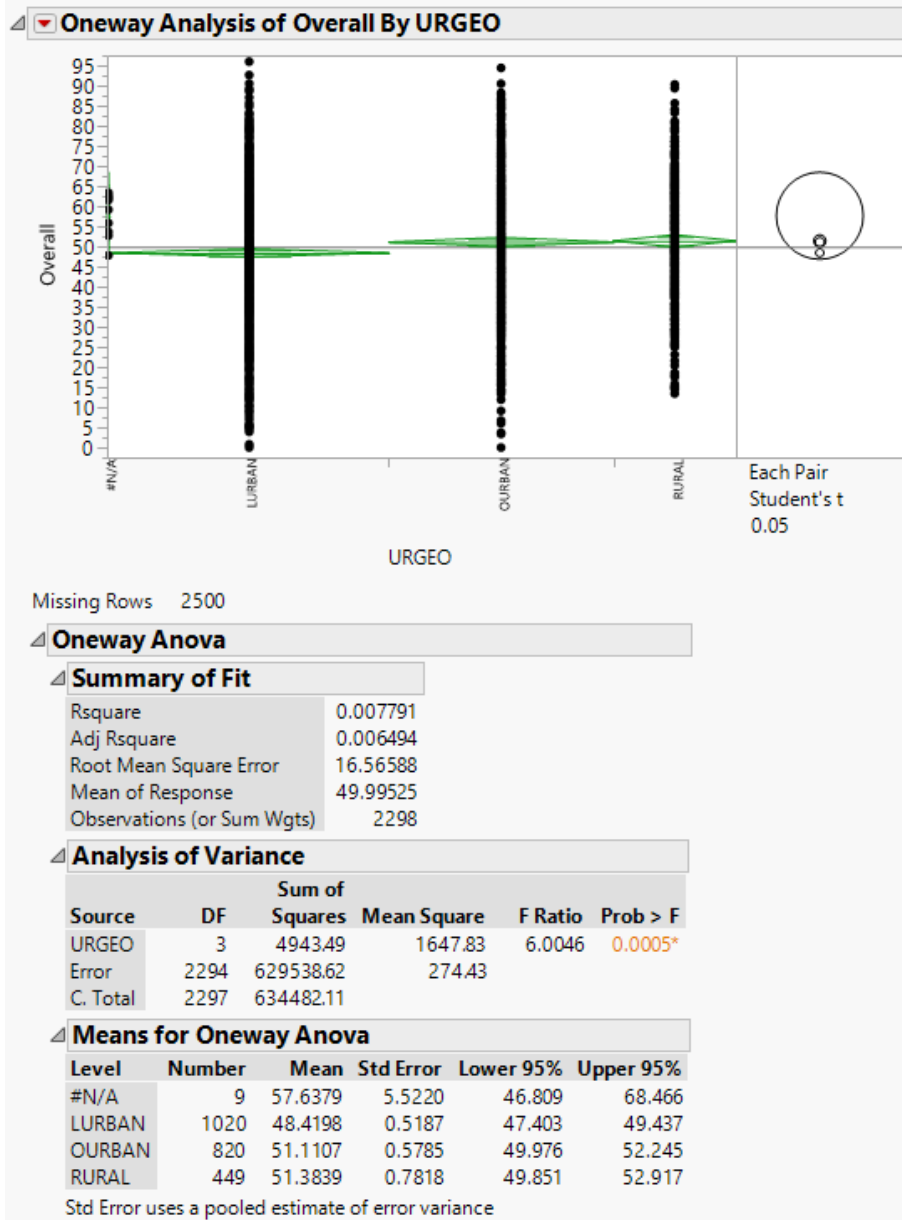 Oneway Analysis of Overall By URGEO
95
90
85
80
75
70
65
60
55
50
45
40
35
30
25
20
15
10
5
0
Overall
#N/A
LURBAN
OURBAN
RURAL
Each Pair
Student's t
0.05
URGEO
Missing Rows 2500
Oneway Anova
Summary of Fit
Rsquare 0.007791
Adj Rsquare 0.006494
Root Mean Square Error 16.56588
Mean of Response 49.99525
Observations (or Sum Wgts) 2298
Analysis of Variance
Sum of
Source DF Squares Mean Square F Ratio Prob > F
URGEO 3 4943.49 1647.83 6.0046 0.0005*
Error 2294 629538.62 274.43
C. Total 2297 634482.11
Means for Oneway Anova
Level Number Mean Std Error Lower 95% Upper 95%
#N/A 9 57.6379 5.5220 46.809 68.466
LURBAN 1020 48.4198 0.5187 47.403 49.437
OURBAN 820 51.1107 0.5785 49.976 52.245
RURAL 449 51.3839 0.7818 49.851 52.917
Std Error uses a pooled estimate of error variance